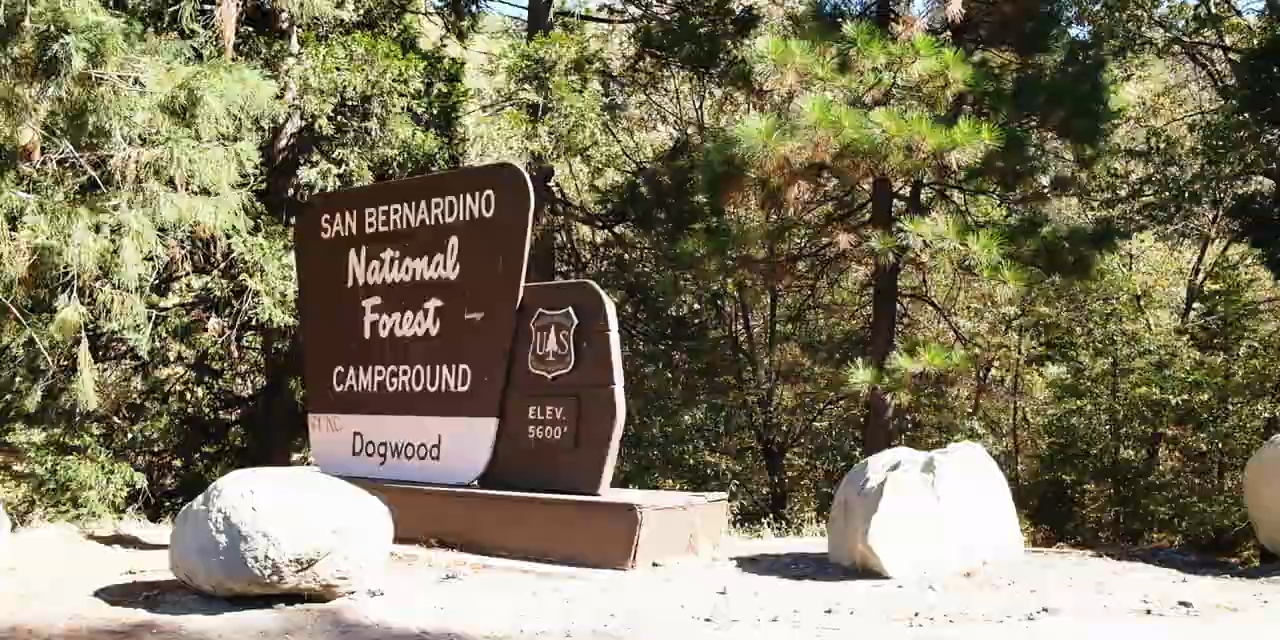 SAN BERNARDINO
National
Forest
CAMPGROUND
Dogwood
US
ELEV.
5600'